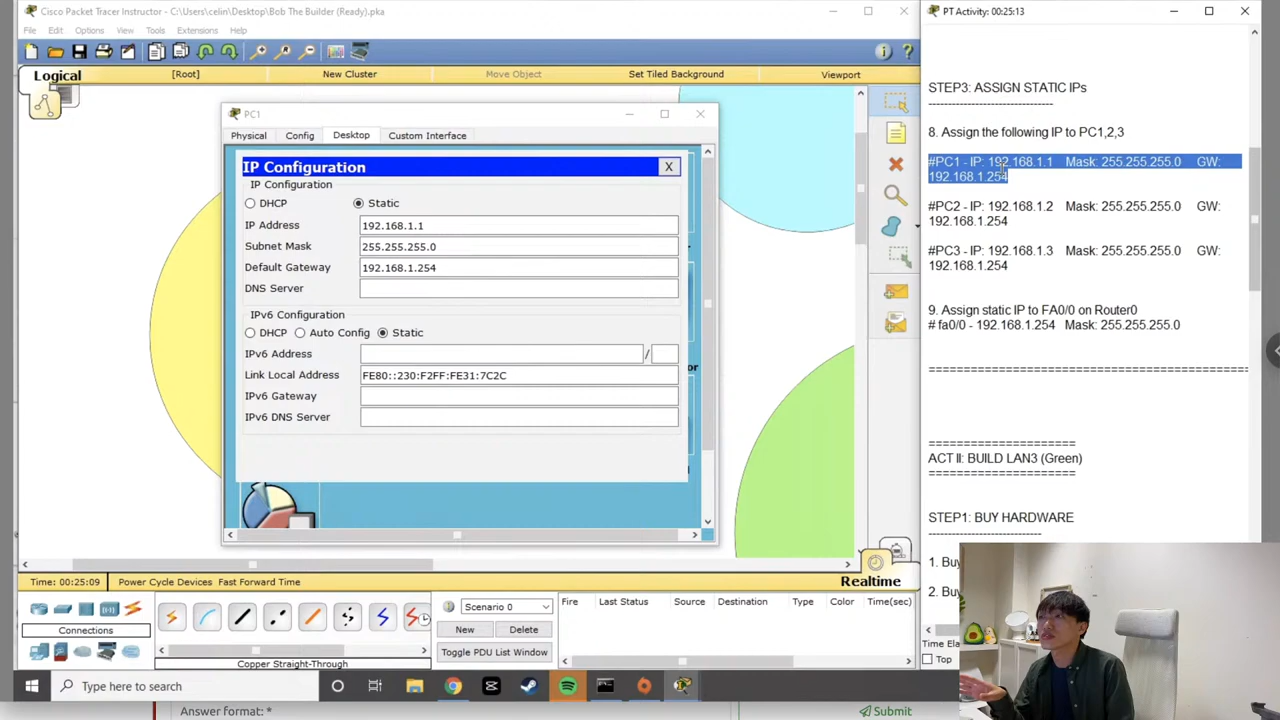 Cisco Packet Tracer Instructor - C:\Users\celin\Desktop\Bob The Builder (Ready).pka
File Edit Options View Tools Extensions Help
Logical [Root] New Cluster Move Object Set Tiled Background Viewport
PC1
Physical Config Desktop Custom Interface
IP Configuration X
IP Configuration
DHCP Static
IP Address 192.168.1.1
Subnet Mask 255.255.255.0
Default Gateway 192.168.1.254
DNS Server
IPv6 Configuration
DHCP Auto Config Static
IPv6 Address /
Link Local Address FE80::230:F2FF:FE31:7C2C
IPv6 Gateway
IPv6 DNS Server
Time: 00:25:09 Power Cycle Devices Fast Forward Time Realtime
Connections
Copper Straight-Through
Scenario 0
New Delete
Toggle PDU List Window
Fire Last Status Source Destination Type Color Time(sec)
Type here to search
Answer format: *
Submit
PT Activity: 00:25:13
STEP3: ASSIGN STATIC IPs
-------------------------------
8. Assign the following IP to PC1,2,3
#PC1 - IP: 192.168.1.1 Mask: 255.255.255.0 GW:
192.168.1.254
#PC2 - IP: 192.168.1.2 Mask: 255.255.255.0 GW:
192.168.1.254
#PC3 - IP: 192.168.1.3 Mask: 255.255.255.0 GW:
192.168.1.254
9. Assign static IP to FA0/0 on Router0
# fa0/0 - 192.168.1.254 Mask: 255.255.255.0
============================================
=====================
ACT II: BUILD LAN3 (Green)
=====================
STEP1: BUY HARDWARE
----------------------------
1.
2.
Time
Top